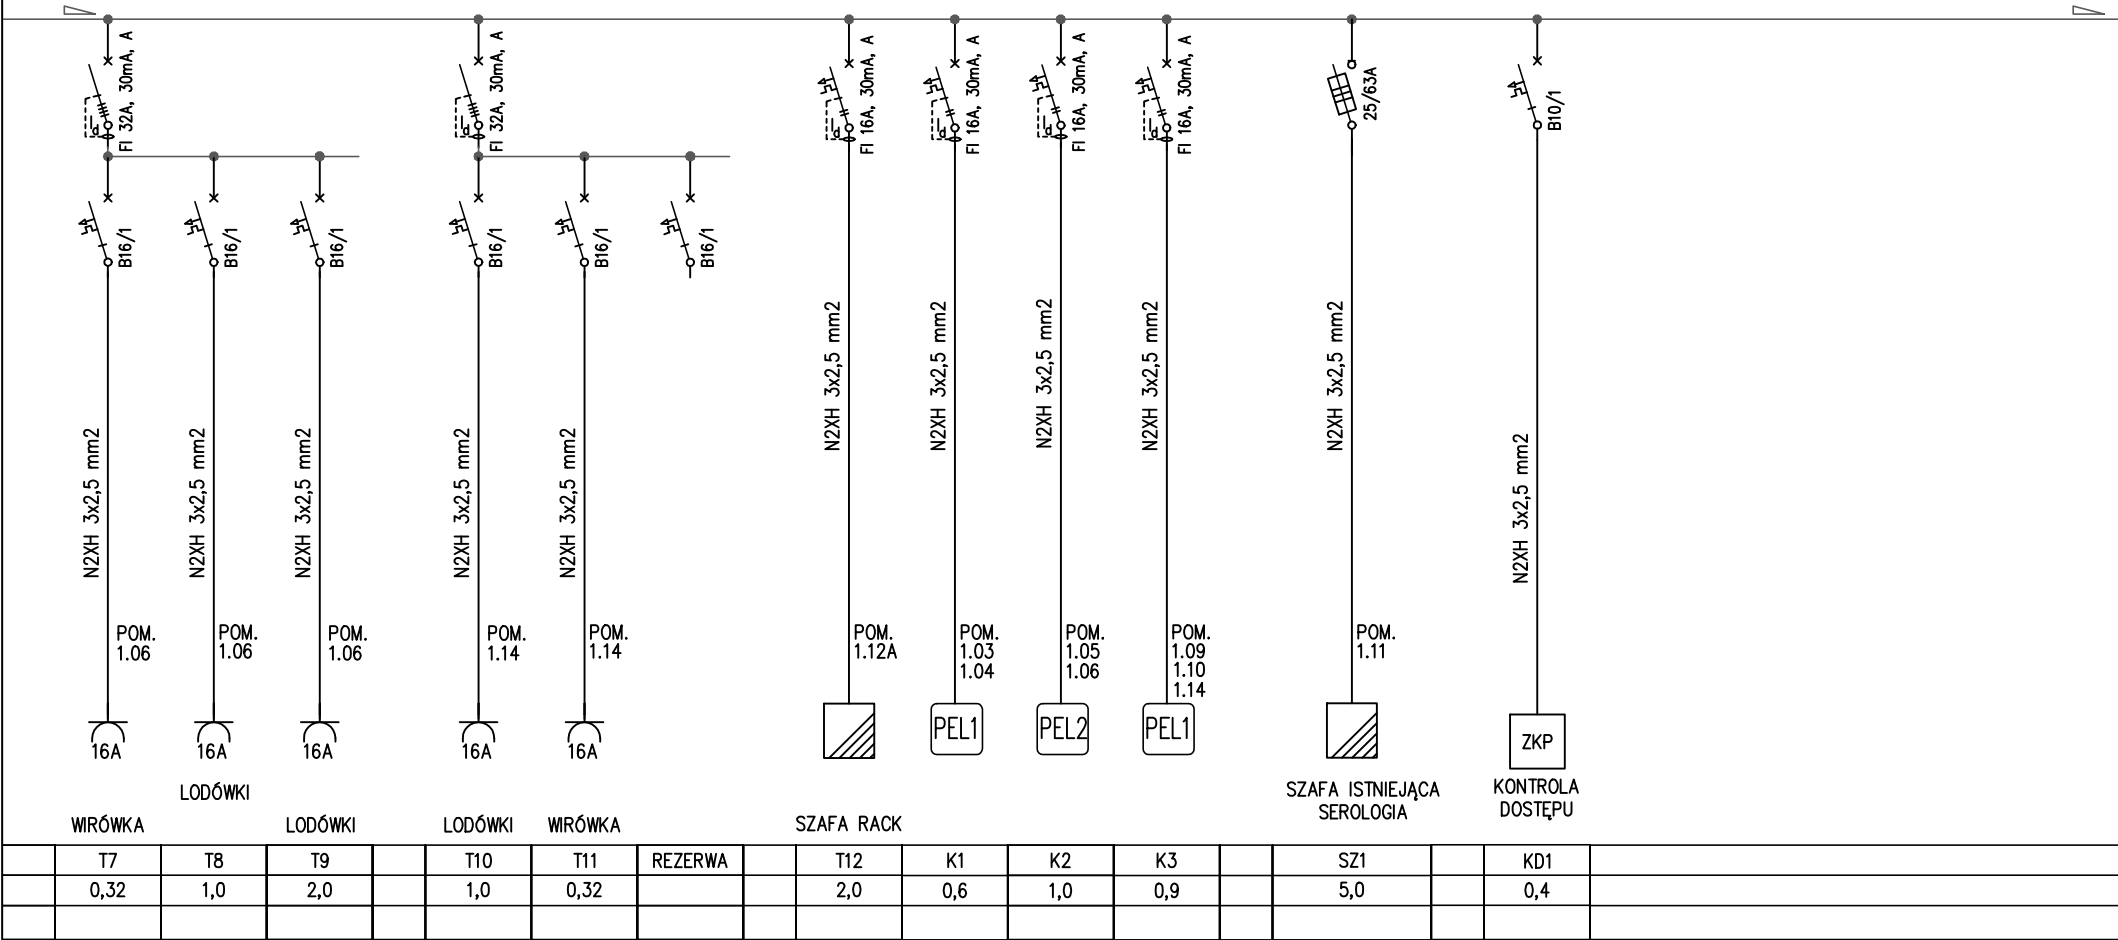 FI 32A, 30mA, A
Id
FI 32A, 30mA, A
Id
FI 16A, 30mA, A
Id
FI 16A, 30mA, A
Id
FI 16A, 30mA, A
Id
FI 16A, 30mA, A
Id
25/63A
B10/1
B16/1
B16/1
B16/1
B16/1
B16/1
B16/1
N2XH 3x2,5 mm2
N2XH 3x2,5 mm2
N2XH 3x2,5 mm2
N2XH 3x2,5 mm2
N2XH 3x2,5 mm2
N2XH 3x2,5 mm2
N2XH 3x2,5 mm2
N2XH 3x2,5 mm2
N2XH 3x2,5 mm2
N2XH 3x2,5 mm2
N2XH 3x2,5 mm2
POM.
1.06
POM.
1.06
POM.
1.06
POM.
1.14
POM.
1.14
POM.
1.12A
POM.
1.03
1.04
POM.
1.05
1.06
POM.
1.09
1.10
1.14
POM.
1.11
16A
16A
16A
16A
16A
PEL1
PEL2
PEL1
ZKP
WIRÓWKA
LODÓWKI
LODÓWKI
LODÓWKI
WIRÓWKA
SZAFA RACK
SZAFA ISTNIEJĄCA
SEROLOGIA
KONTROLA
DOSTĘPU
T7 T8 T9 T10 T11 REZERWA T12 K1 K2 K3 SZ1 KD1
0,32 1,0 2,0 1,0 0,32 2,0 0,6 1,0 0,9 5,0 0,4